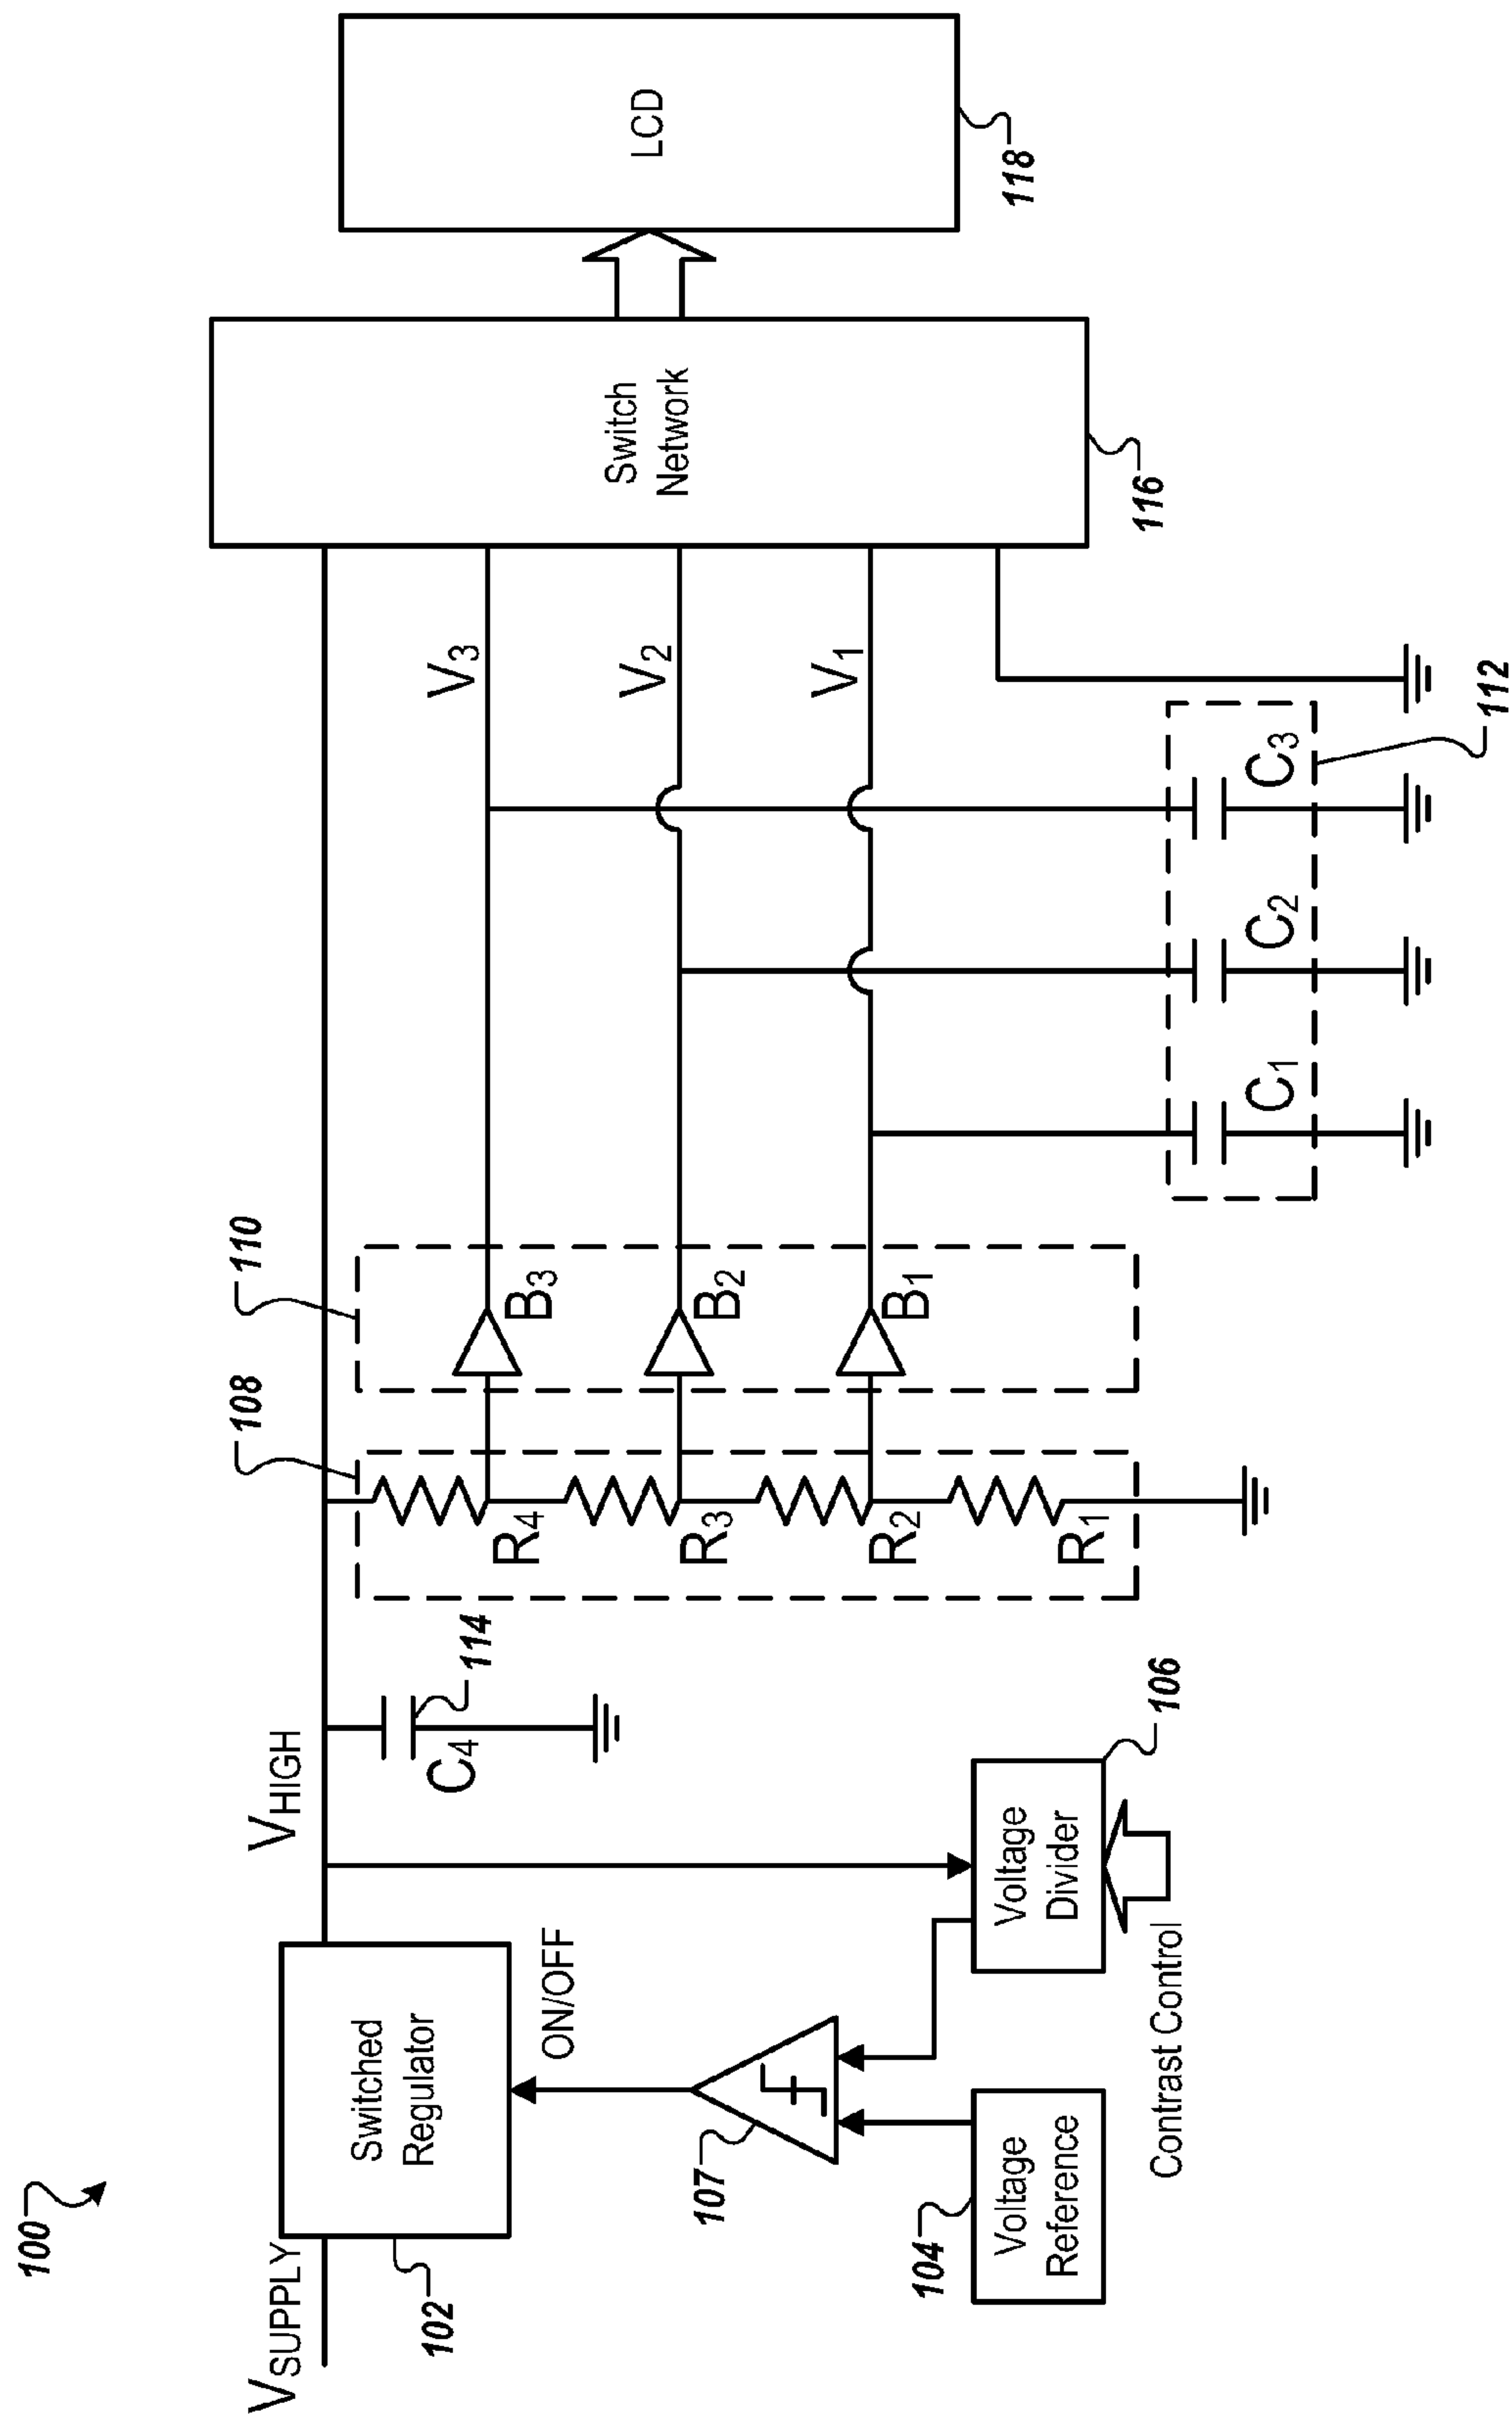 100
VSUPPLY
Switched
Regulator
102
VHIGH
ON/OFF
107
104
Voltage
Reference
Voltage
Divider
106
Contrast Control
C4
114
108
R4
R3
R2
R1
110
B3
B2
B1
V3
V2
V1
C1
C2
C3
112
Switch
Network
116
LCD
118